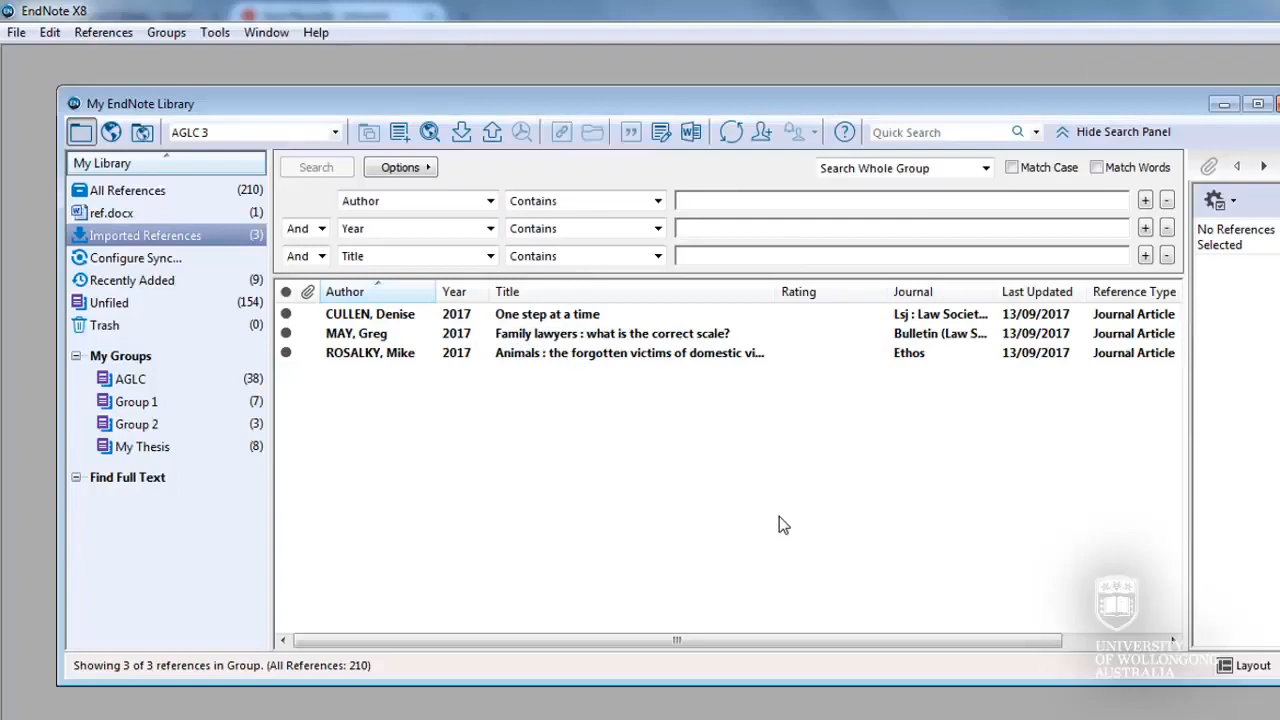 EndNote X8
File Edit References Groups Tools Window Help
My EndNote Library
AGLC 3 Quick Search Hide Search Panel
My Library
All References (210)
ref.docx (1)
Imported References (3)
Configure Sync...
Recently Added (9)
Unfiled (154)
Trash (0)
My Groups
AGLC (38)
Group 1 (7)
Group 2 (3)
My Thesis (8)
Find Full Text
Search Options Search Whole Group Match Case Match Words
Author Contains + -
And Year Contains + -
And Title Contains + -
Author Year Title Rating Journal Last Updated Reference Type
CULLEN, Denise 2017 One step at a time Lsj : Law Societ... 13/09/2017 Journal Article
MAY, Greg 2017 Family lawyers : what is the correct scale? Bulletin (Law S... 13/09/2017 Journal Article
ROSALKY, Mike 2017 Animals : the forgotten victims of domestic vi... Ethos 13/09/2017 Journal Article
No References
Selected
Showing 3 of 3 references in Group. (All References: 210)
Layout
UNIVERSITY
OF WOLLONGONG
AUSTRALIA